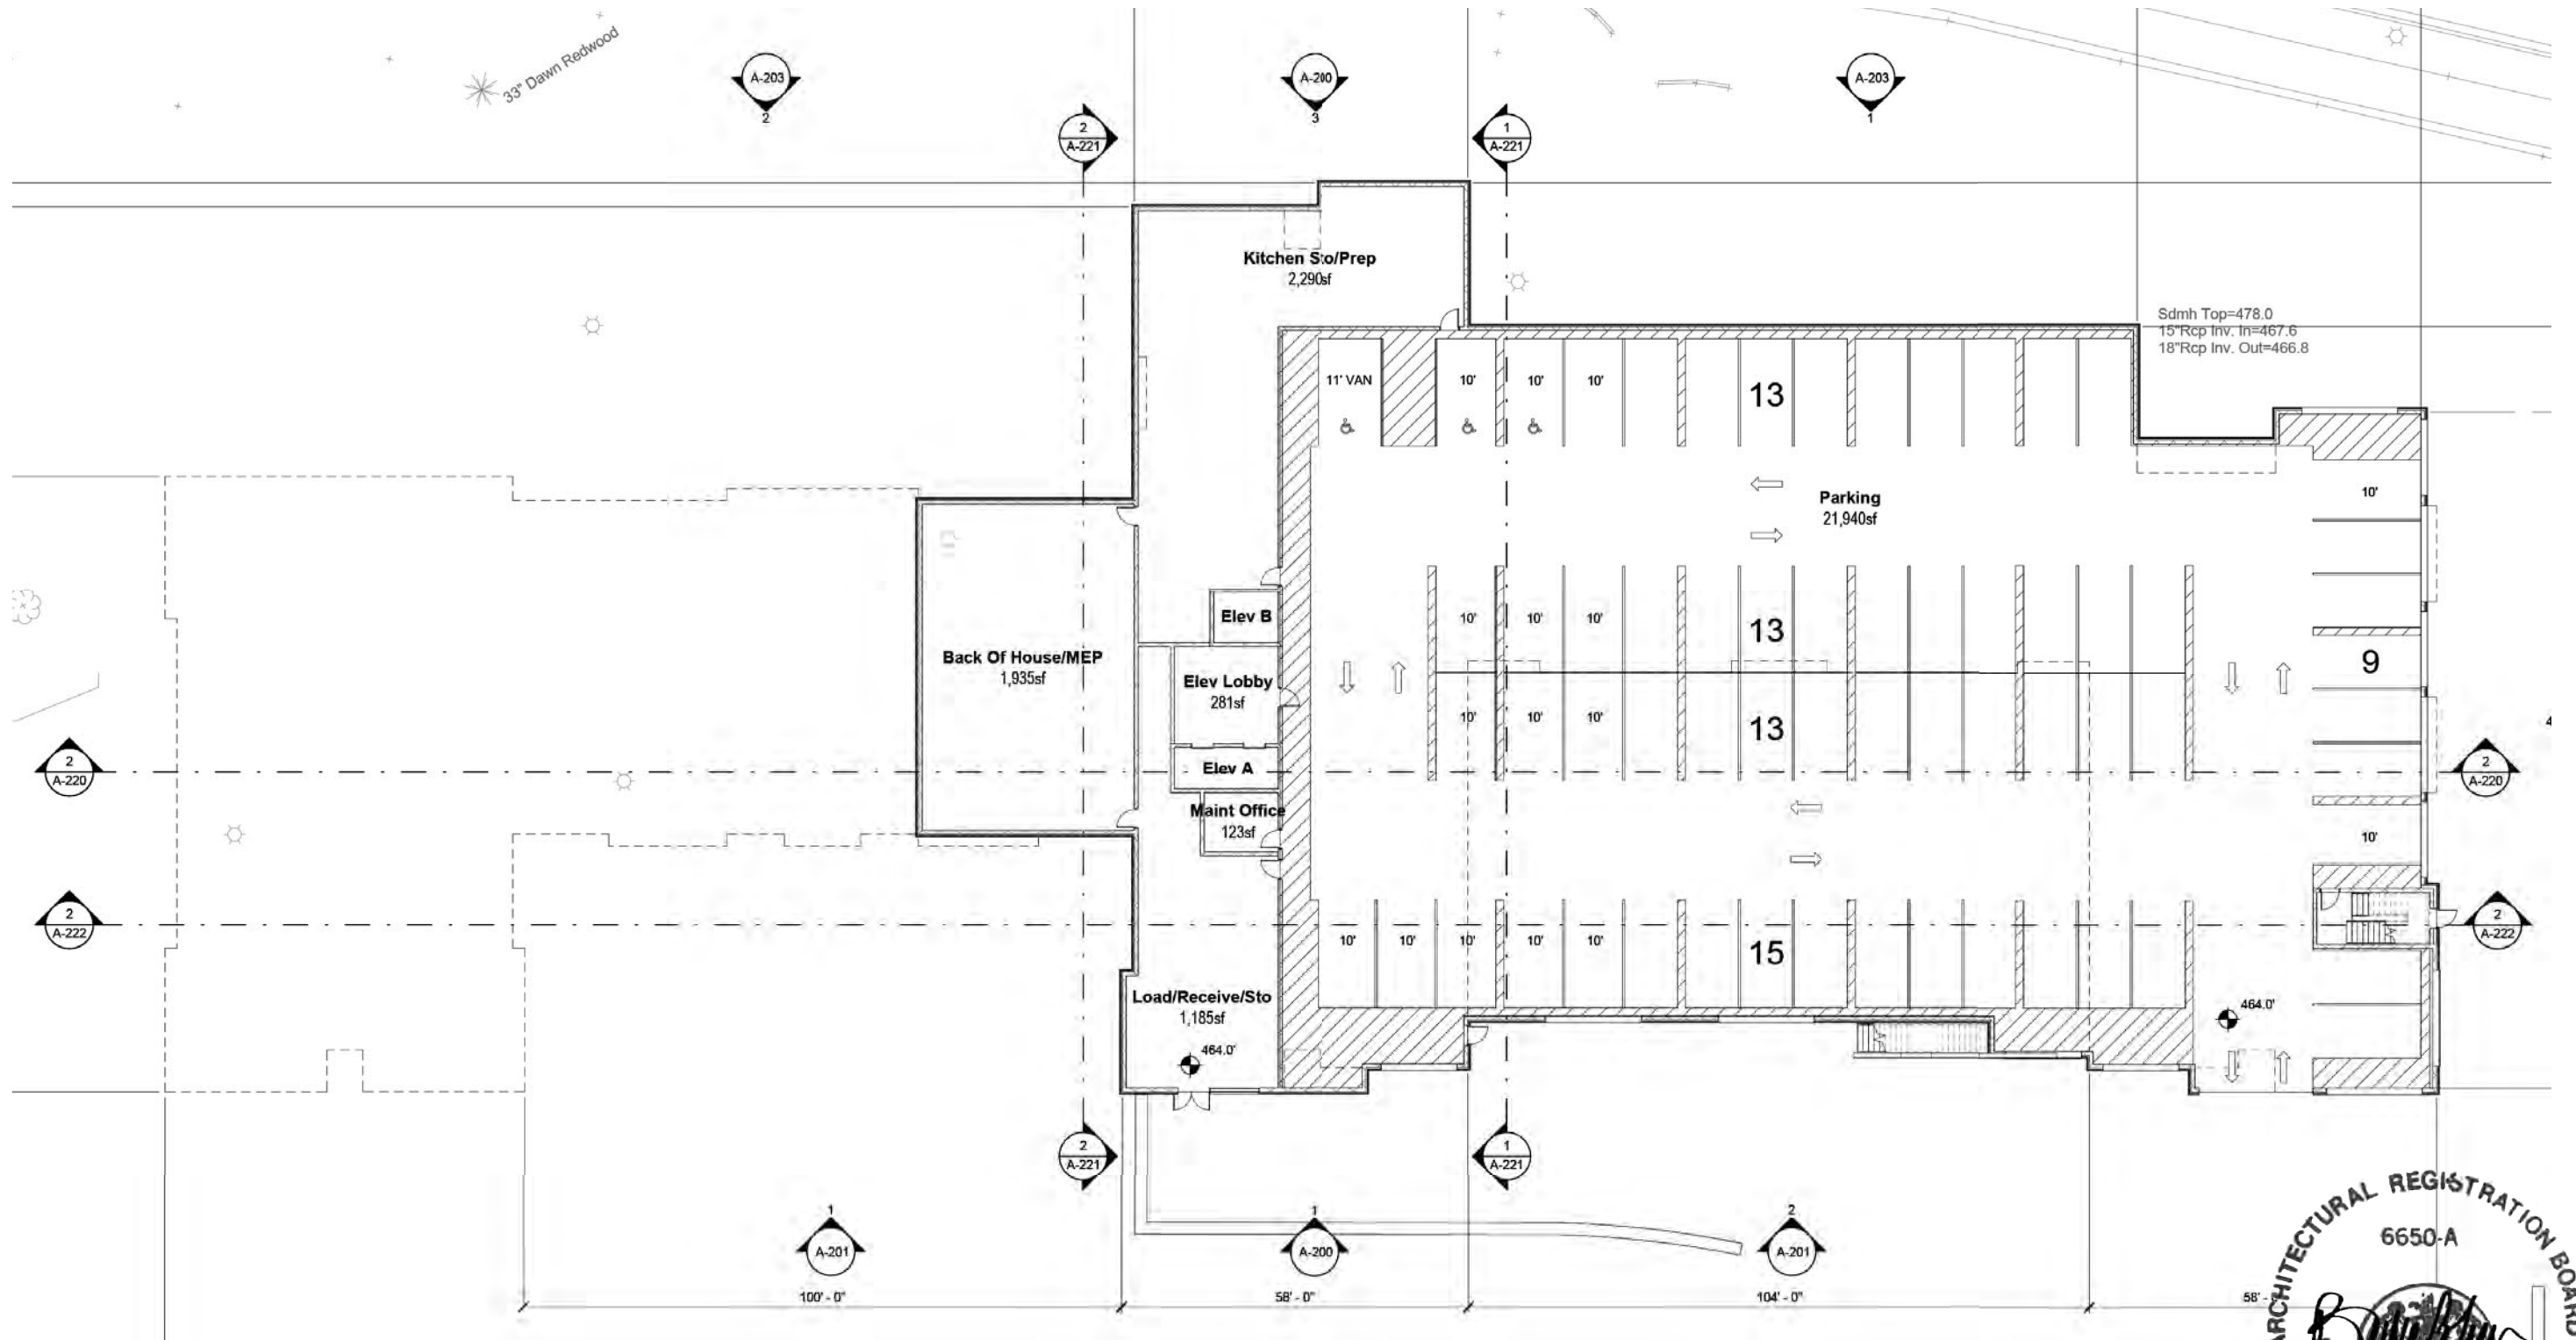 33" Dawn Redwood
A-203
2
A-200
3
A-203
1
2
A-221
1
A-221
Kitchen Sto/Prep
2,290sf
Sdmh Top=478.0
15"Rcp Inv. In=467.6
18"Rcp Inv. Out=466.8
11' VAN
10'
10'
10'
13
10'
Parking
21,940sf
Elev B
10'
10'
10'
13
Back Of House/MEP
1,935sf
Elev Lobby
281sf
9
10'
10'
10'
13
4
2
A-220
Elev A
2
A-220
Maint Office
123sf
10'
2
A-222
10'
10'
10'
10'
10'
15
2
A-222
Load/Receive/Sto
1,185sf
464.0'
464.0'
2
A-221
1
A-221
1
A-201
1
A-200
2
A-201
100' - 0"
58' - 0"
104' - 0"
58' -
ARCHITECTURAL REGISTRATION BOARD
6650-A